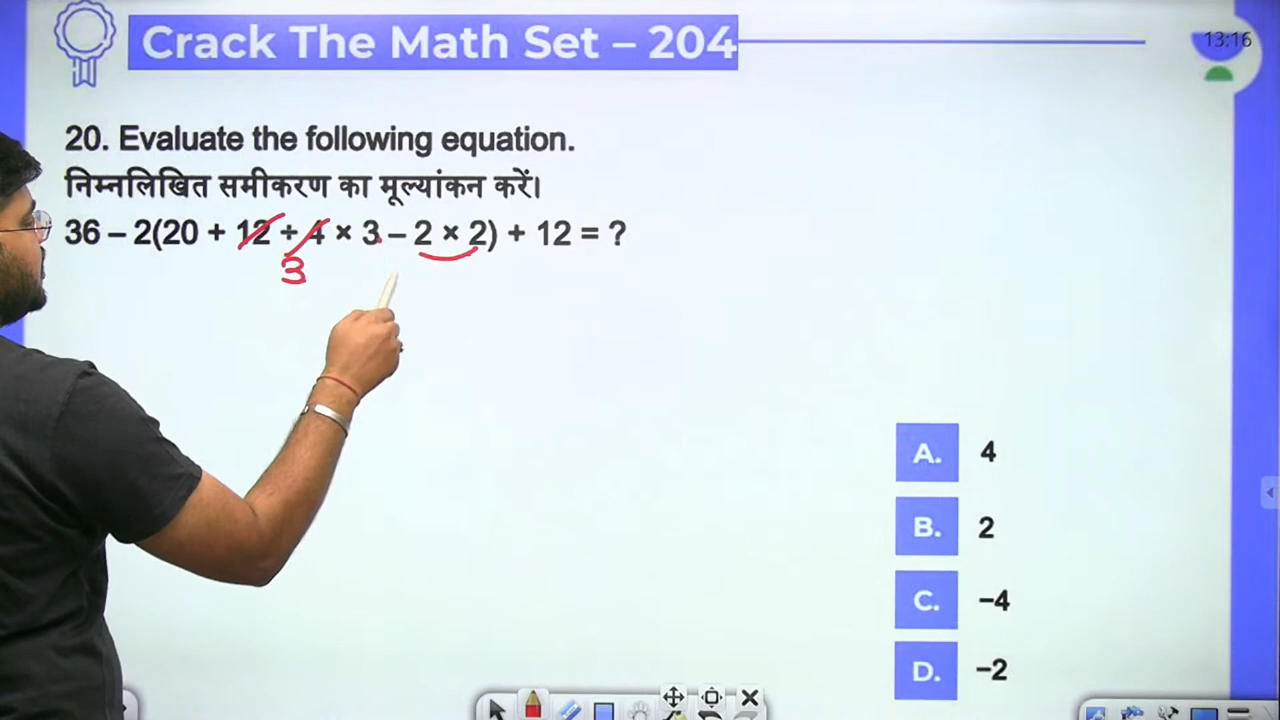 Crack The Math Set – 204
13:16
20. Evaluate the following equation.
निम्नलिखित समीकरण का मूल्यांकन करें।
36 – 2(20 + 12 ÷ 4 × 3 – 2 × 2) + 12 = ?
3
A. 4
B. 2
C. –4
D. –2